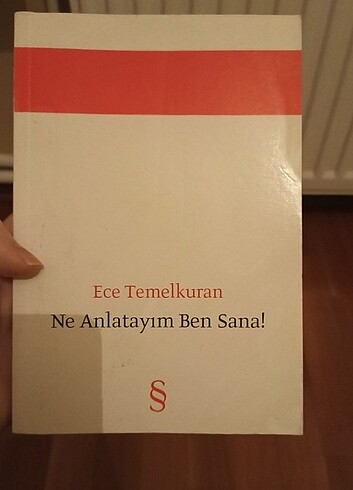 Ece Temelkuran
Ne Anlatayım Ben Sana!
§